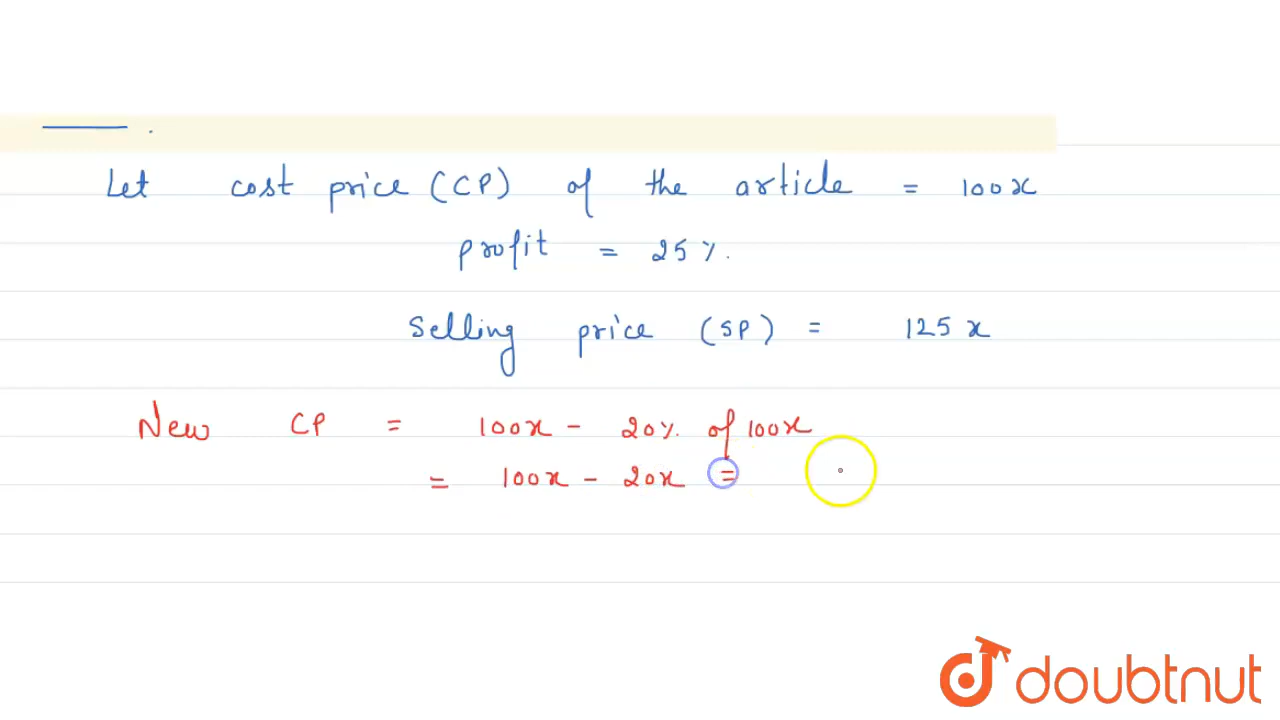 Let cost price (CP) of the article = 100x
profit = 25 %.
Selling price (SP) = 125x
New CP = 100x - 20% of 100x
= 100x - 20x =
doubtnut